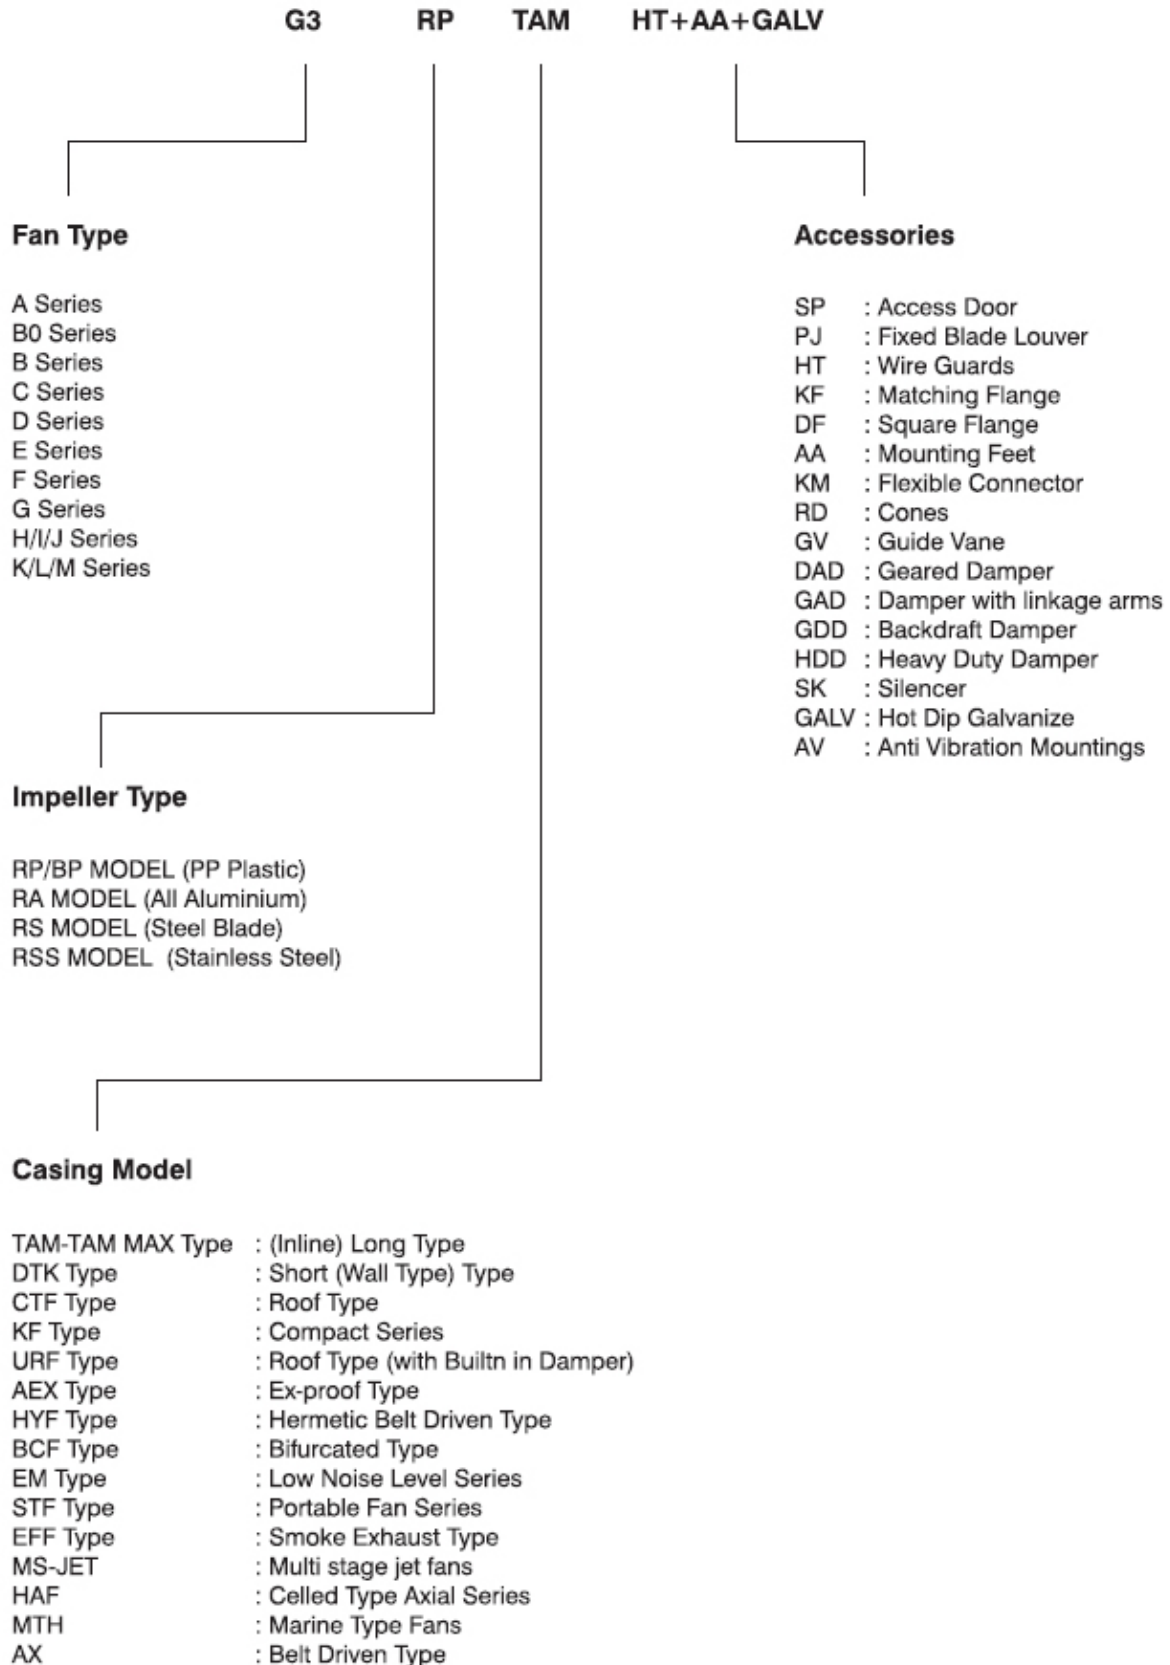 G3 RP TAM HT+AA+GALV
Fan Type
A Series
B0 Series
B Series
C Series
D Series
E Series
F Series
G Series
H/I/J Series
K/L/M Series
Accessories
SP : Access Door
PJ : Fixed Blade Louver
HT : Wire Guards
KF : Matching Flange
DF : Square Flange
AA : Mounting Feet
KM : Flexible Connector
RD : Cones
GV : Guide Vane
DAD : Geared Damper
GAD : Damper with linkage arms
GDD : Backdraft Damper
HDD : Heavy Duty Damper
SK : Silencer
GALV : Hot Dip Galvanize
AV : Anti Vibration Mountings
Impeller Type
RP/BP MODEL (PP Plastic)
RA MODEL (All Aluminium)
RS MODEL (Steel Blade)
RSS MODEL (Stainless Steel)
Casing Model
TAM-TAM MAX Type : (Inline) Long Type
DTK Type : Short (Wall Type) Type
CTF Type : Roof Type
KF Type : Compact Series
URF Type : Roof Type (with Builtn in Damper)
AEX Type : Ex-proof Type
HYF Type : Hermetic Belt Driven Type
BCF Type : Bifurcated Type
EM Type : Low Noise Level Series
STF Type : Portable Fan Series
EFF Type : Smoke Exhaust Type
MS-JET : Multi stage jet fans
HAF : Celled Type Axial Series
MTH : Marine Type Fans
AX : Belt Driven Type